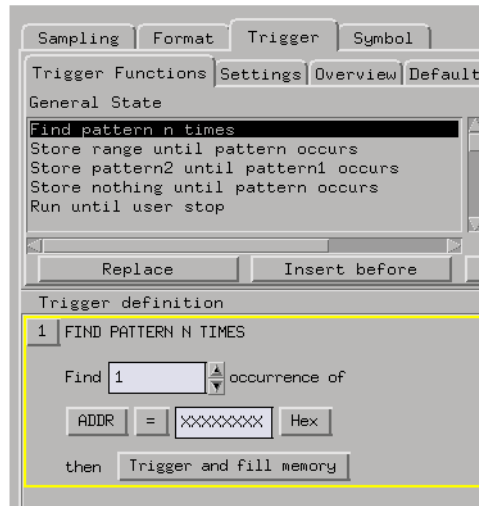 Sampling Format Trigger Symbol
Trigger Functions Settings Overview Default
General State
Find pattern n times
Store range until pattern occurs
Store pattern2 until pattern1 occurs
Store nothing until pattern occurs
Run until user stop
Replace Insert before
Trigger definition
1 FIND PATTERN N TIMES
Find 1 occurrence of
ADDR = XXXXXXXX Hex
then Trigger and fill memory